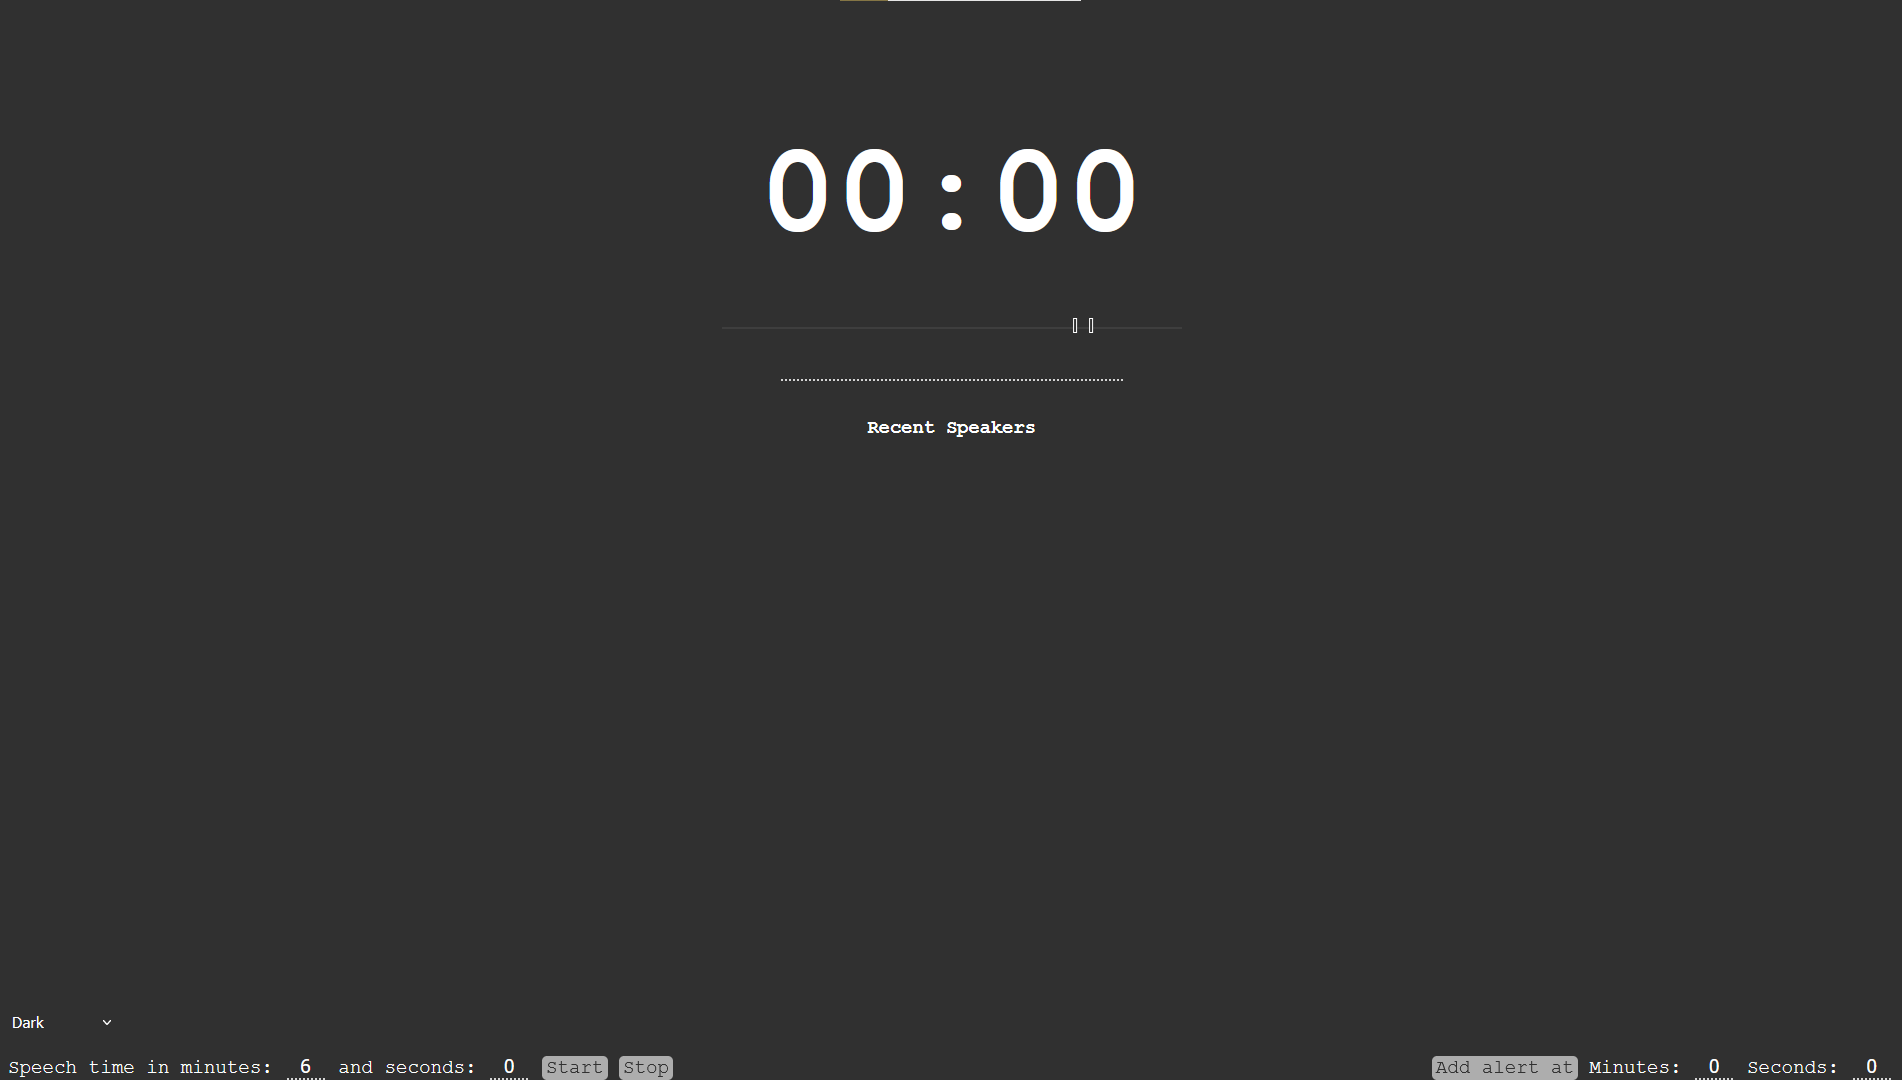 00:00
Recent Speakers
Dark
Speech time in minutes: 6 and seconds: 0 Start Stop
Add alert at Minutes: 0 Seconds: 0